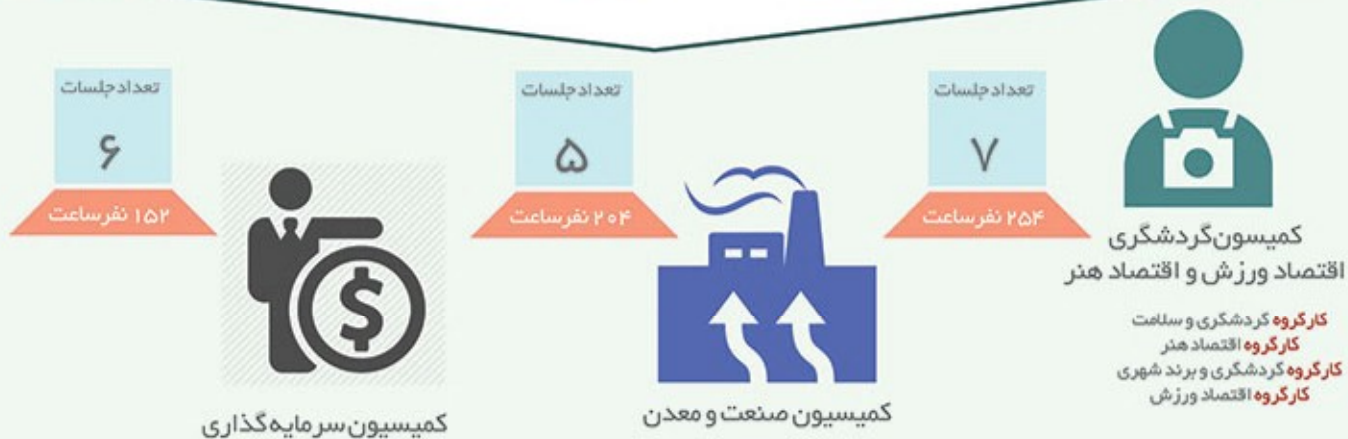 تعداد جلسات
۷
۲۵۴ نفرساعت
کمیسون گردشگری
اقتصاد ورزش و اقتصاد هنر
کارگروه گردشگری و سلامت
کارگروه اقتصاد هنر
کارگروه گردشگری و برند شهری
کارگروه اقتصاد ورزش
تعداد جلسات
۵
۲۰۴ نفرساعت
کمیسیون صنعت و معدن
تعداد جلسات
۶
۱۵۲ نفرساعت
$
کمیسیون سرمایه گذاری